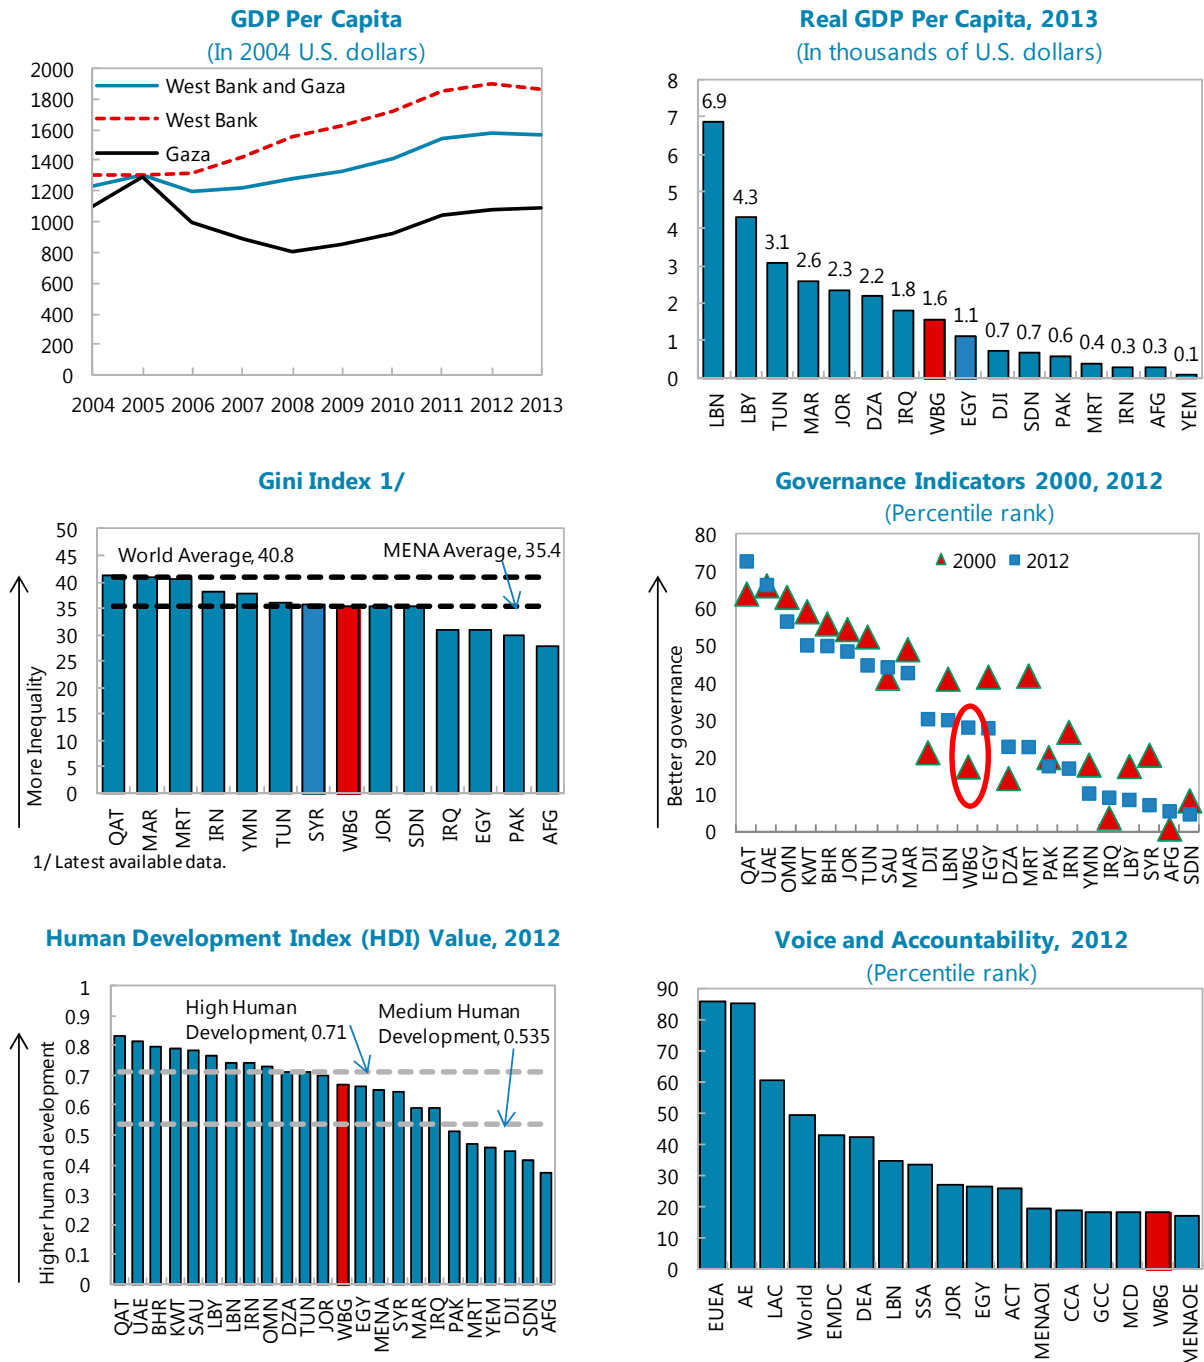 GDP Per Capita
(In 2004 U.S. dollars)
2000
1800
1600
1400
1200
1000
800
600
400
200
0
West Bank and Gaza
West Bank
Gaza
2004 2005 2006 2007 2008 2009 2010 2011 2012 2013
Real GDP Per Capita, 2013
(In thousands of U.S. dollars)
8
7
6
5
4
3
2
1
0
6.9
4.3
3.1
2.6
2.3
2.2
1.8
1.6
1.1
0.7
0.7
0.6
0.4
0.3
0.3
0.1
LBN
LBY
TUN
MAR
JOR
DZA
IRQ
WBG
EGY
DJI
SDN
PAK
MRT
IRN
AFG
YEM
Gini Index 1/
More Inequality
50
45
40
35
30
25
20
15
10
5
0
World Average, 40.8
MENA Average, 35.4
QAT
MAR
MRT
IRN
YMN
TUN
SYR
WBG
JOR
SDN
IRQ
EGY
PAK
AFG
1/ Latest available data.
Governance Indicators 2000, 2012
(Percentile rank)
Better governance
80
70
60
50
40
30
20
10
0
2000
2012
QAT
UAE
OMN
KWT
BHR
JOR
TUN
SAU
MAR
DJI
LBN
WBG
EGY
DZA
MRT
PAK
IRN
YMN
IRQ
LBY
SYR
AFG
SDN
Human Development Index (HDI) Value, 2012
Higher human development
1
0.9
0.8
0.7
0.6
0.5
0.4
0.3
0.2
0.1
0
High Human
Development, 0.71
Medium Human
Development, 0.535
QAT
UAE
BHR
KWT
SAU
LBY
LBN
IRN
OMN
DZA
TUN
JOR
WBG
EGY
MENA
SYR
MAR
IRQ
PAK
MRT
YEM
DJI
SDN
AFG
Voice and Accountability, 2012
(Percentile rank)
90
80
70
60
50
40
30
20
10
0
EUEA
AE
LAC
World
EMDC
DEA
LBN
SSA
JOR
EGY
ACT
MENAOI
CCA
GCC
MCD
WBG
MENAOE